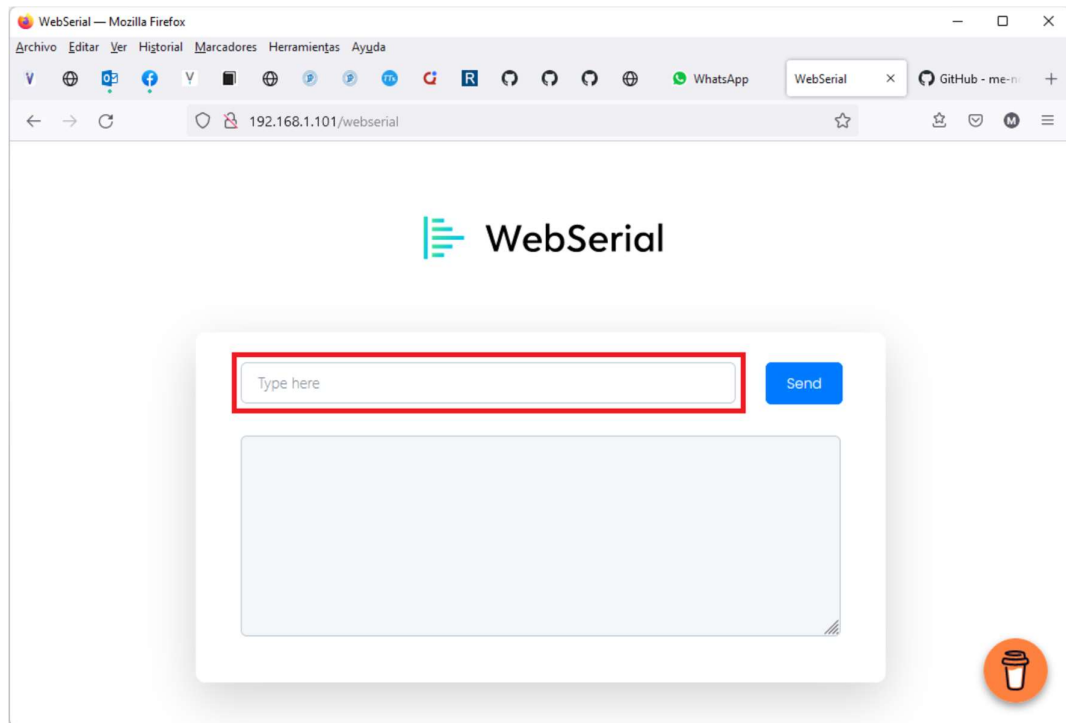 WebSerial — Mozilla Firefox
Archivo Editar Ver Historial Marcadores Herramientas Ayuda
WhatsApp WebSerial GitHub - me-n
192.168.1.101/webserial
WebSerial
Type here Send